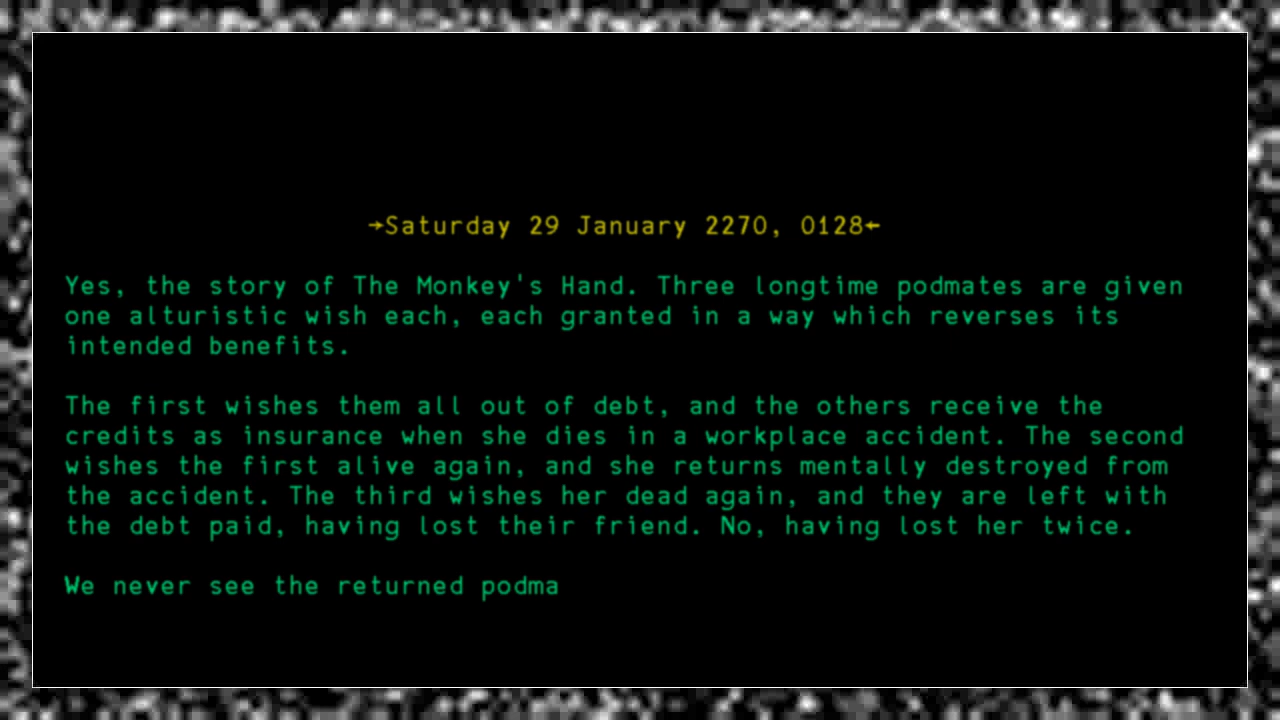 →Saturday 29 January 2270, 0128←
Yes, the story of The Monkey's Hand. Three longtime podmates are given
one alturistic wish each, each granted in a way which reverses its
intended benefits.
The first wishes them all out of debt, and the others receive the
credits as insurance when she dies in a workplace accident. The second
wishes the first alive again, and she returns mentally destroyed from
the accident. The third wishes her dead again, and they are left with
the debt paid, having lost their friend. No, having lost her twice.
We never see the returned podma